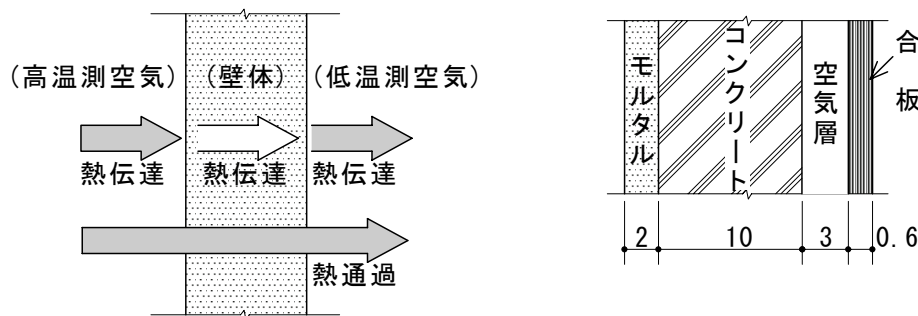 (高温測空気)
(壁体)
(低温測空気)
熱伝達
熱伝達
熱伝達
熱通過
モルタル
コンクリート
空気層
合板
2
10
3
0.6